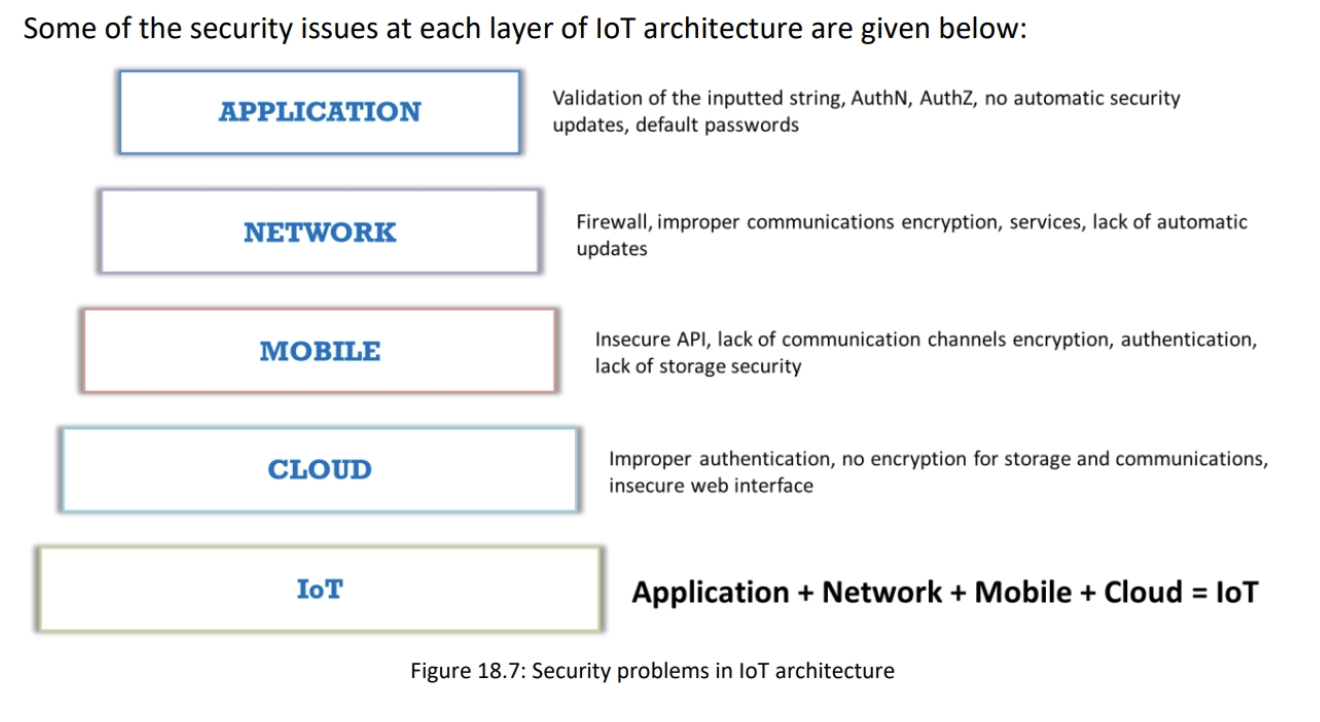 Some of the security issues at each layer of IoT architecture are given below:
APPLICATION
Validation of the inputted string, AuthN, AuthZ, no automatic security
updates, default passwords
NETWORK
Firewall, improper communications encryption, services, lack of automatic
updates
MOBILE
Insecure API, lack of communication channels encryption, authentication,
lack of storage security
CLOUD
Improper authentication, no encryption for storage and communications,
insecure web interface
IoT
Application + Network + Mobile + Cloud = IoT
Figure 18.7: Security problems in IoT architecture